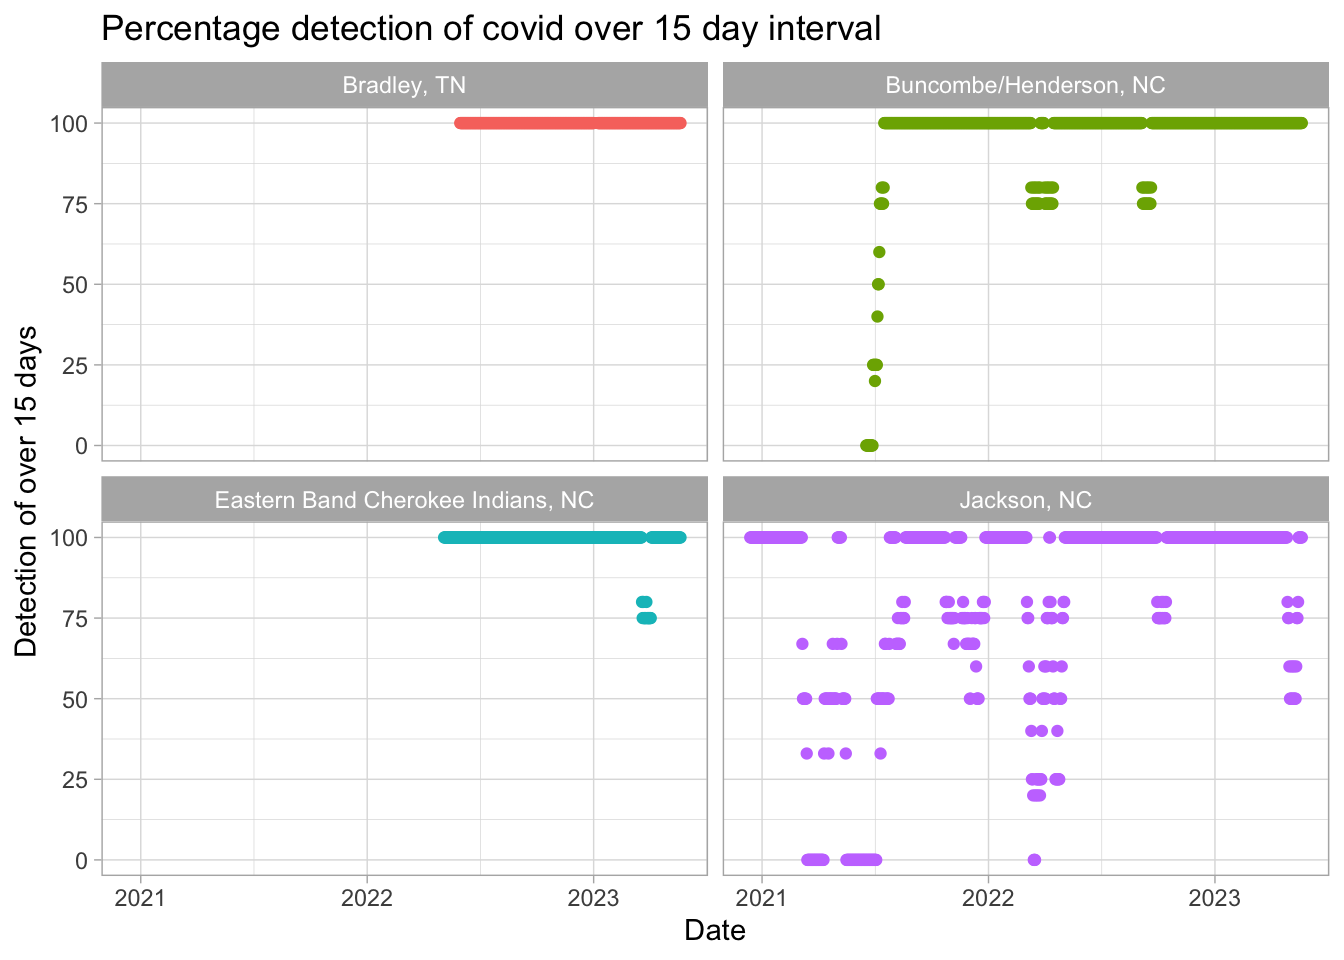 Percentage detection of covid over 15 day interval
Bradley, TN
Buncombe/Henderson, NC
100
75
50
25
0
Detection of over 15 days
Eastern Band Cherokee Indians, NC
Jackson, NC
100
75
50
25
0
2021 2022 2023 2021 2022 2023
Date